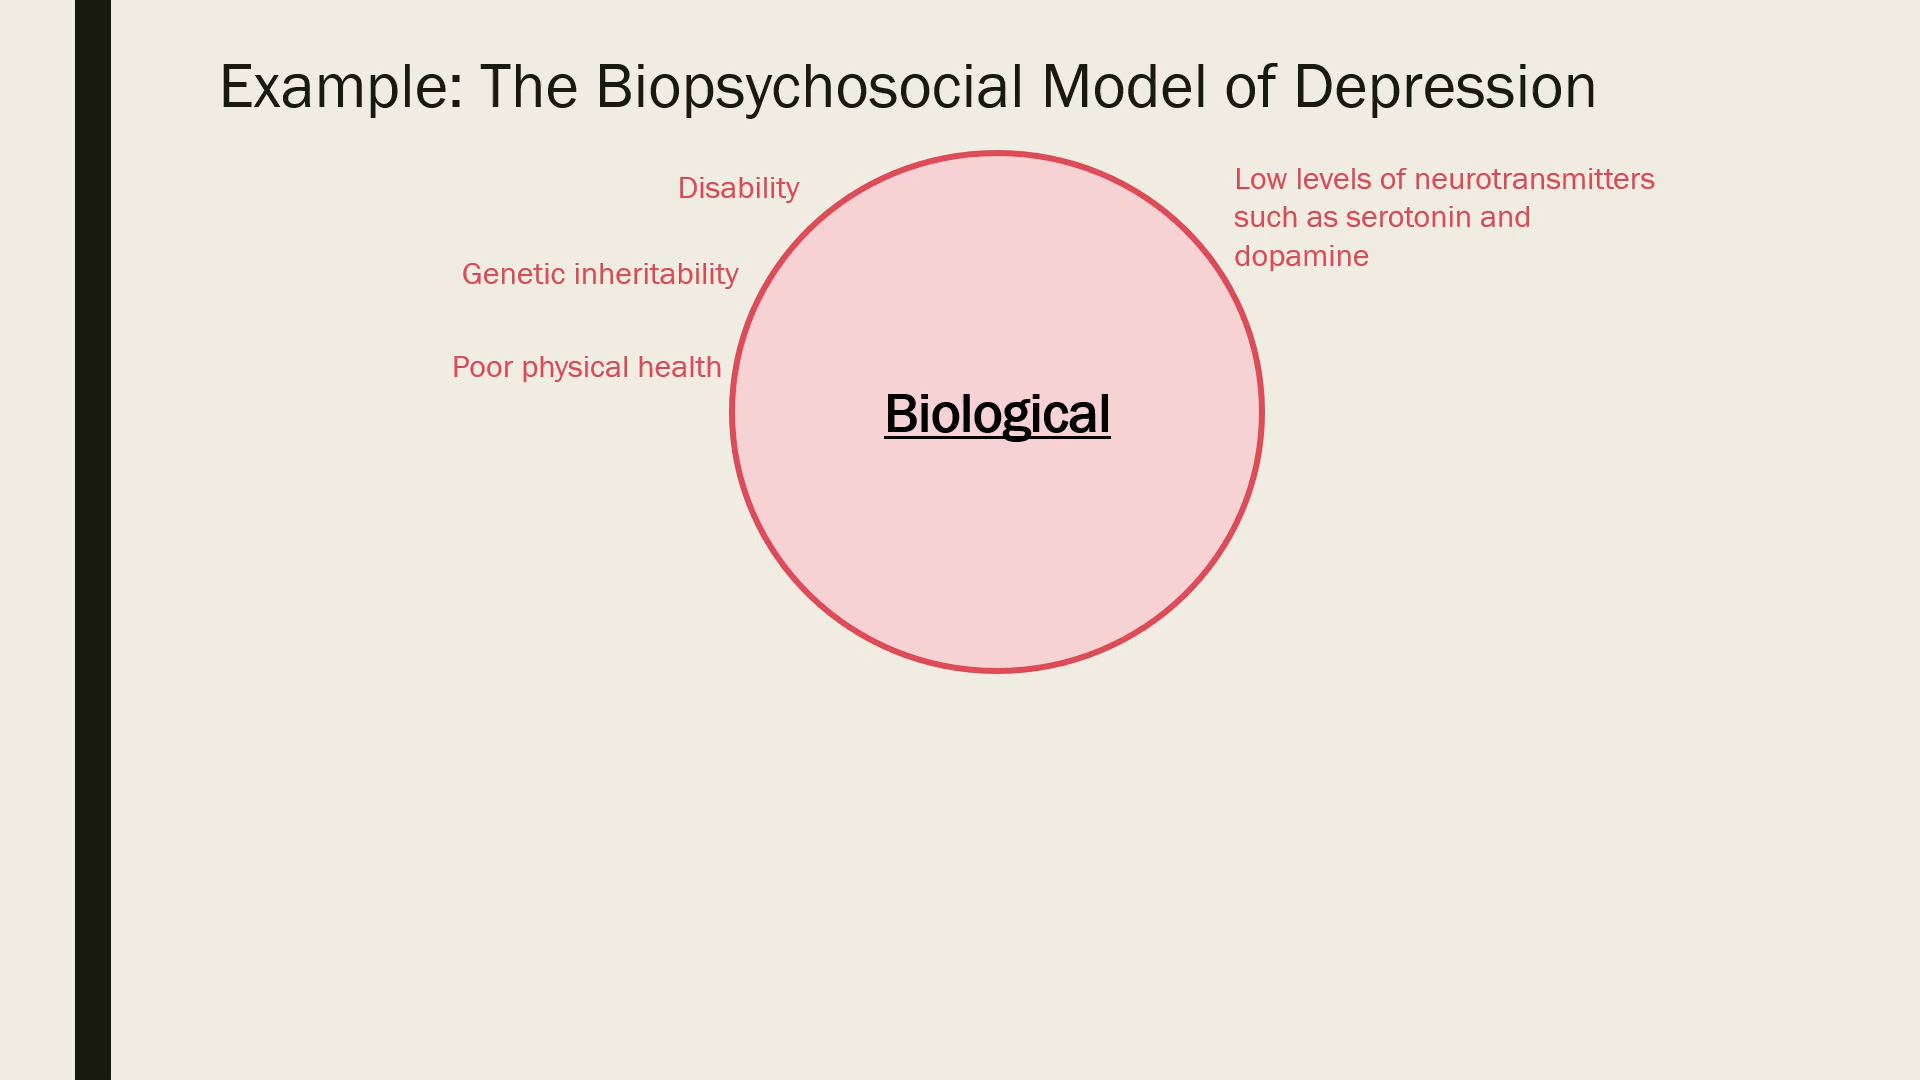 Example: The Biopsychosocial Model of Depression
Disability
Genetic inheritability
Poor physical health
Low levels of neurotransmitters
such as serotonin and
dopamine
Biological